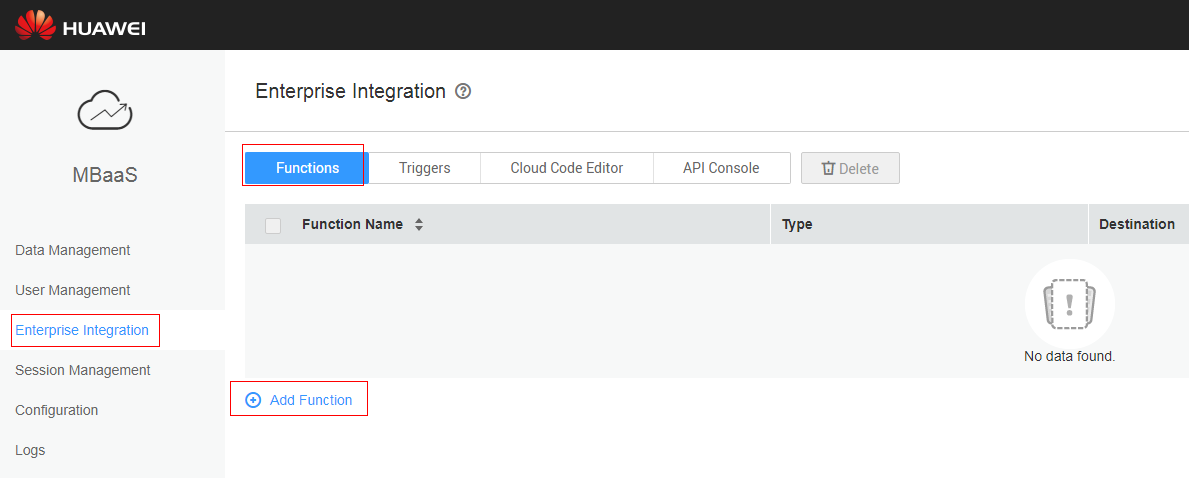 HUAWEI
MBaaS
Data Management
User Management
Enterprise Integration
Session Management
Configuration
Logs
Enterprise Integration ?
Functions Triggers Cloud Code Editor API Console Delete
Function Name Type Destination
!
No data found.
Add Function